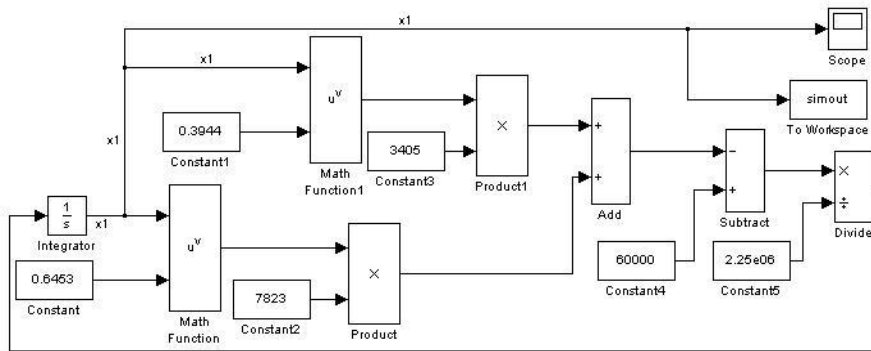 x1
x1
Scope
x1
u^v
simout
To Workspace
0.3944
Constant1
Math
Function1
×
3405
Constant3
Product1
+
+
Add
−
+
Subtract
×
÷
Divide
1
s
Integrator
x1
u^v
0.6453
Constant
Math
Function
×
7823
Constant2
Product
60000
Constant4
2.25e06
Constant5